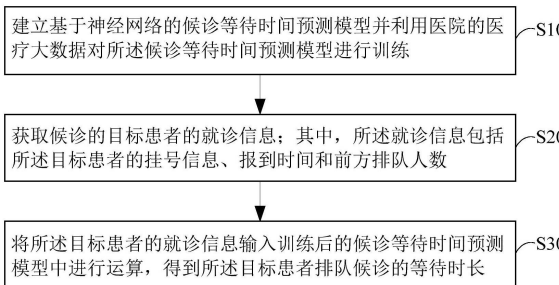 建立基于神经网络的候诊等待时间预测模型并利用医院的医
疗大数据对所述候诊等待时间预测模型进行训练
S10
获取候诊的目标患者的就诊信息；其中，所述就诊信息包括
所述目标患者的挂号信息、报到时间和前方排队人数
S20
将所述目标患者的就诊信息输入训练后的候诊等待时间预测
模型中进行运算，得到所述目标患者排队候诊的等待时长
S30